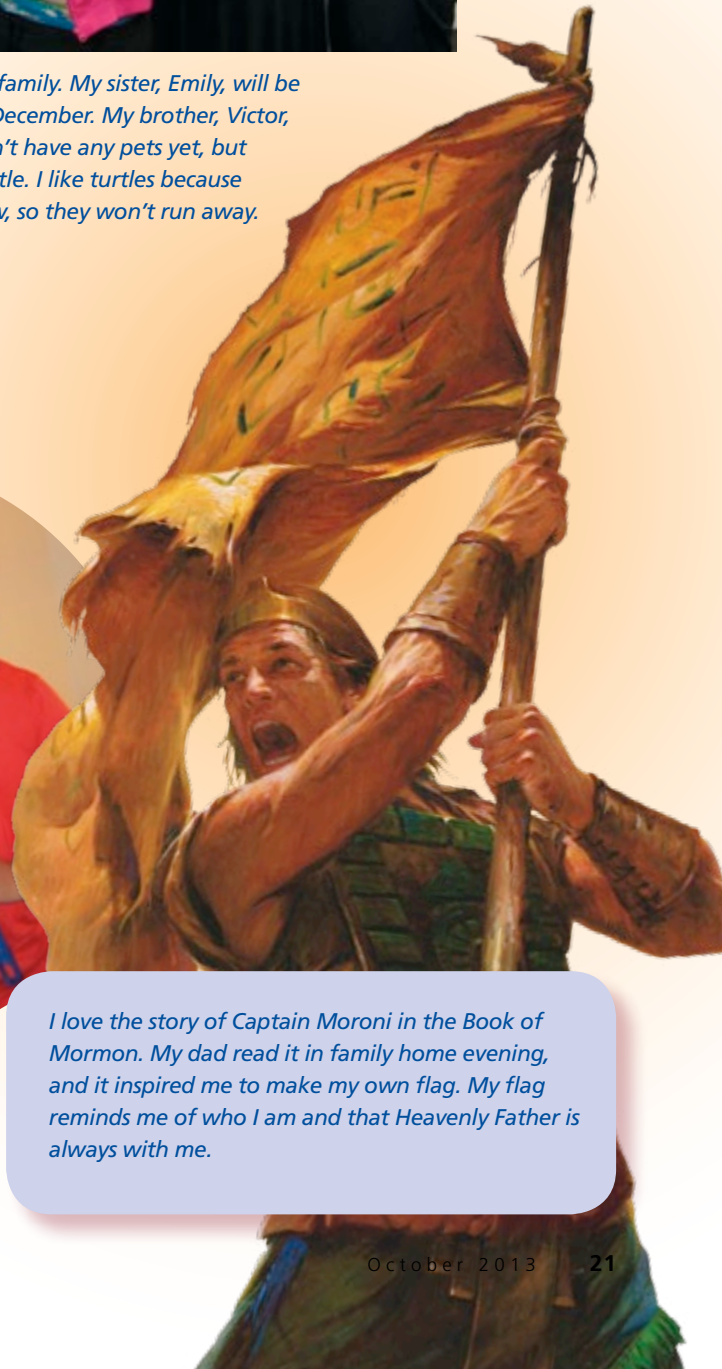 family. My sister, Emily, will be
December. My brother, Victor,
n't have any pets yet, but
tle. I like turtles because
w, so they won't run away.
I love the story of Captain Moroni in the Book of
Mormon. My dad read it in family home evening,
and it inspired me to make my own flag. My flag
reminds me of who I am and that Heavenly Father is
always with me.
October 2013 21